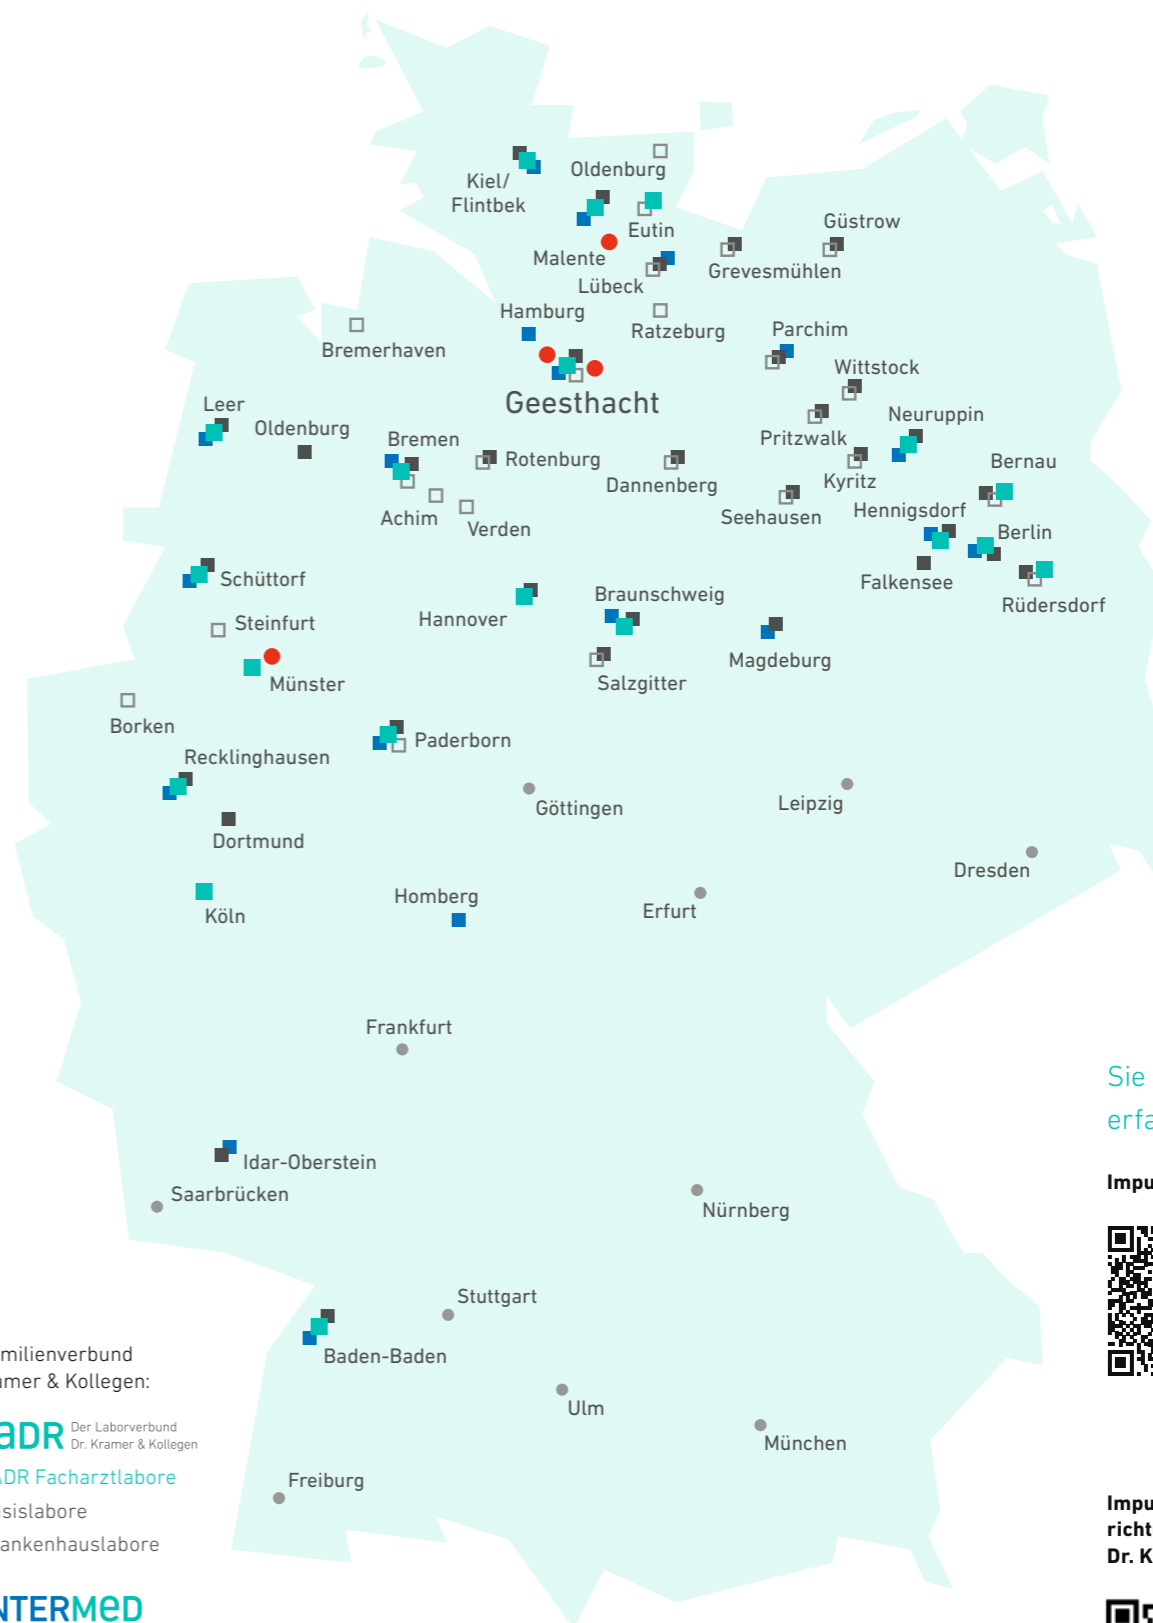 Kiel/
Flintbek
Oldenburg
Eutin
Malente
Lübeck
Grevesmühlen
Güstrow
Hamburg
Ratzeburg
Bremerhaven
Parchim
Wittstock
Geesthacht
Leer
Oldenburg
Bremen
Rotenburg
Dannenberg
Pritzwalk
Neuruppin
Kyritz
Bernau
Achim
Verden
Seehausen
Hennigsdorf
Berlin
Schüttorf
Falkensee
Rüdersdorf
Hannover
Braunschweig
Steinfurt
Magdeburg
Münster
Salzgitter
Borken
Paderborn
Recklinghausen
Göttingen
Leipzig
Dortmund
Dresden
Homberg
Erfurt
Köln
Frankfurt
Idar-Oberstein
Saarbrücken
Nürnberg
Stuttgart
Baden-Baden
Ulm
München
Freiburg
milienverbund
amer & Kollegen:
aDR Der Laborverbund
Dr. Kramer & Kollegen
ADR Facharztlabore
sislabore
ankenhauslabore
NTERMeD
Sie
erfa
Impu
Impu
richt
Dr. K